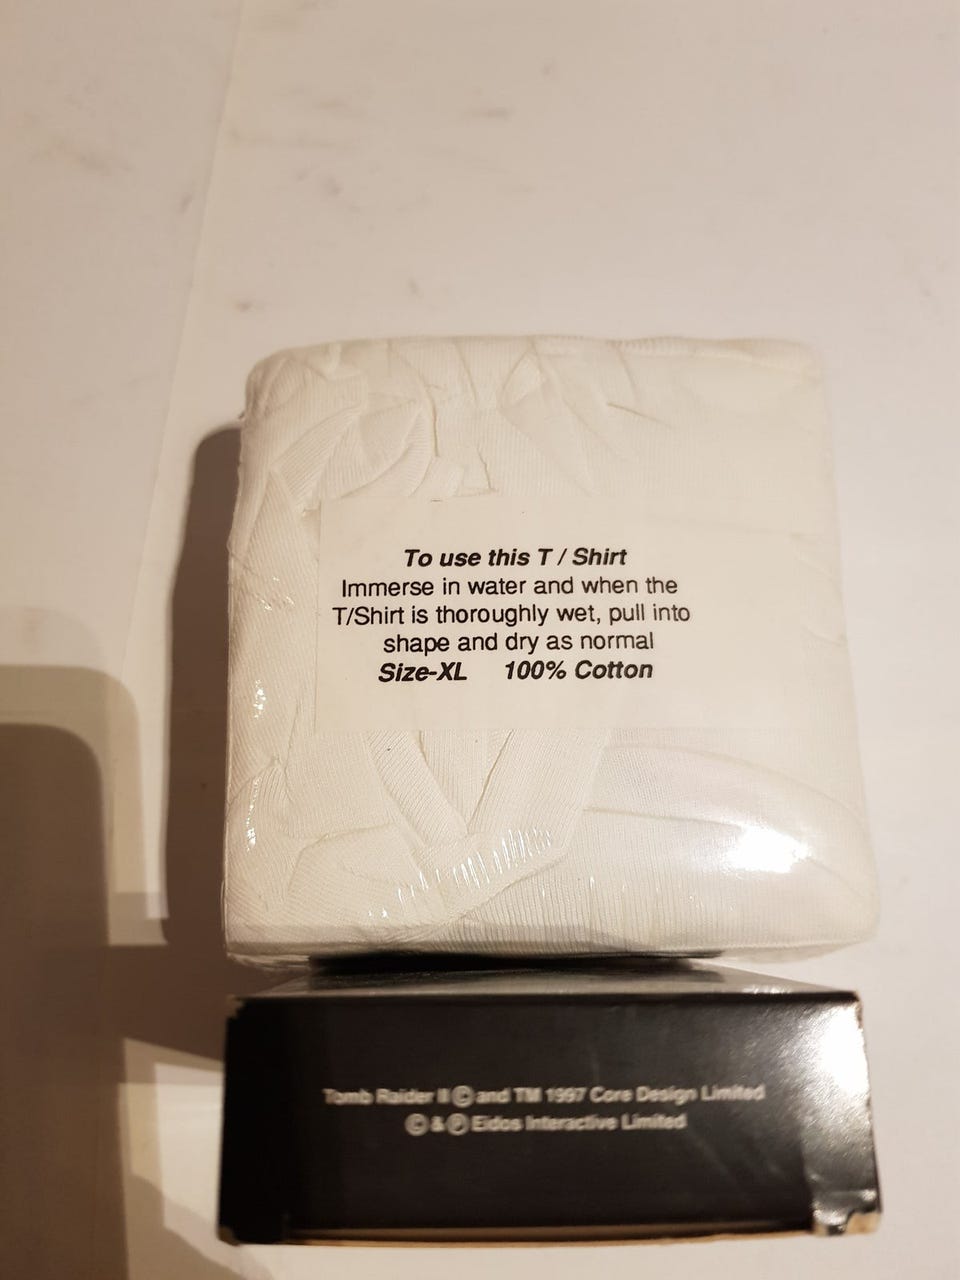 To use this T / Shirt
Immerse in water and when the
T/Shirt is thoroughly wet, pull into
shape and dry as normal
Size-XL 100% Cotton
Tomb Raider II © and TM 1997 Core Design Limited
© & ℗ Eidos Interactive Limited